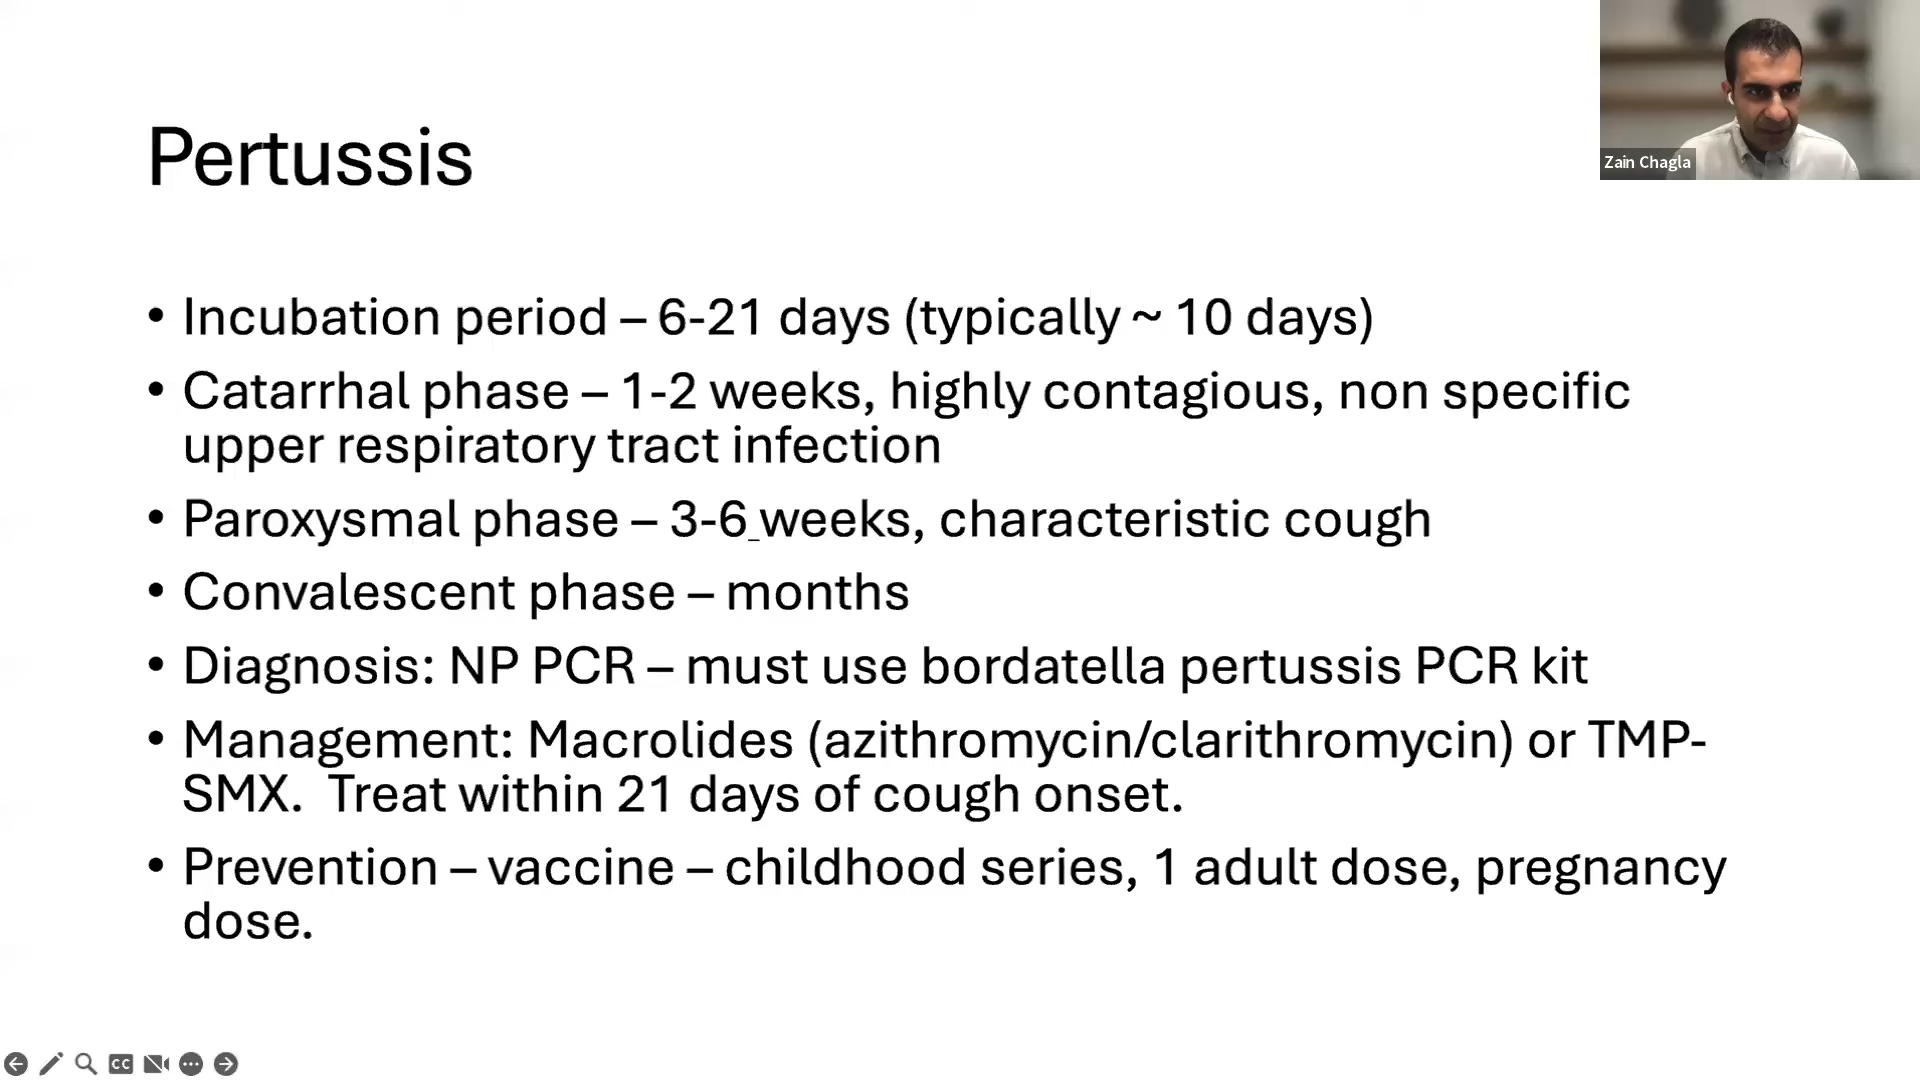 Zain Chagla
Pertussis
• Incubation period – 6-21 days (typically ~ 10 days)
• Catarrhal phase – 1-2 weeks, highly contagious, non specific
upper respiratory tract infection
• Paroxysmal phase – 3-6 weeks, characteristic cough
• Convalescent phase – months
• Diagnosis: NP PCR – must use bordatella pertussis PCR kit
• Management: Macrolides (azithromycin/clarithromycin) or TMP-
SMX.  Treat within 21 days of cough onset.
• Prevention – vaccine – childhood series, 1 adult dose, pregnancy
dose.
CC